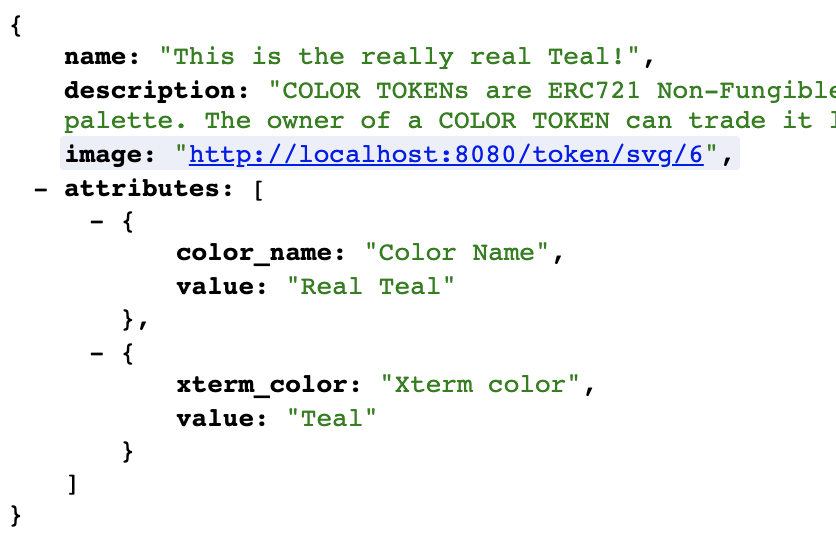 {
name: "This is the really real Teal!",
description: "COLOR TOKENs are ERC721 Non-Fungible
palette. The owner of a COLOR TOKEN can trade it
image: "http://localhost:8080/token/svg/6",
- attributes: [
- {
color_name: "Color Name",
value: "Real Teal"
},
- {
xterm_color: "Xterm color",
value: "Teal"
}
]
}